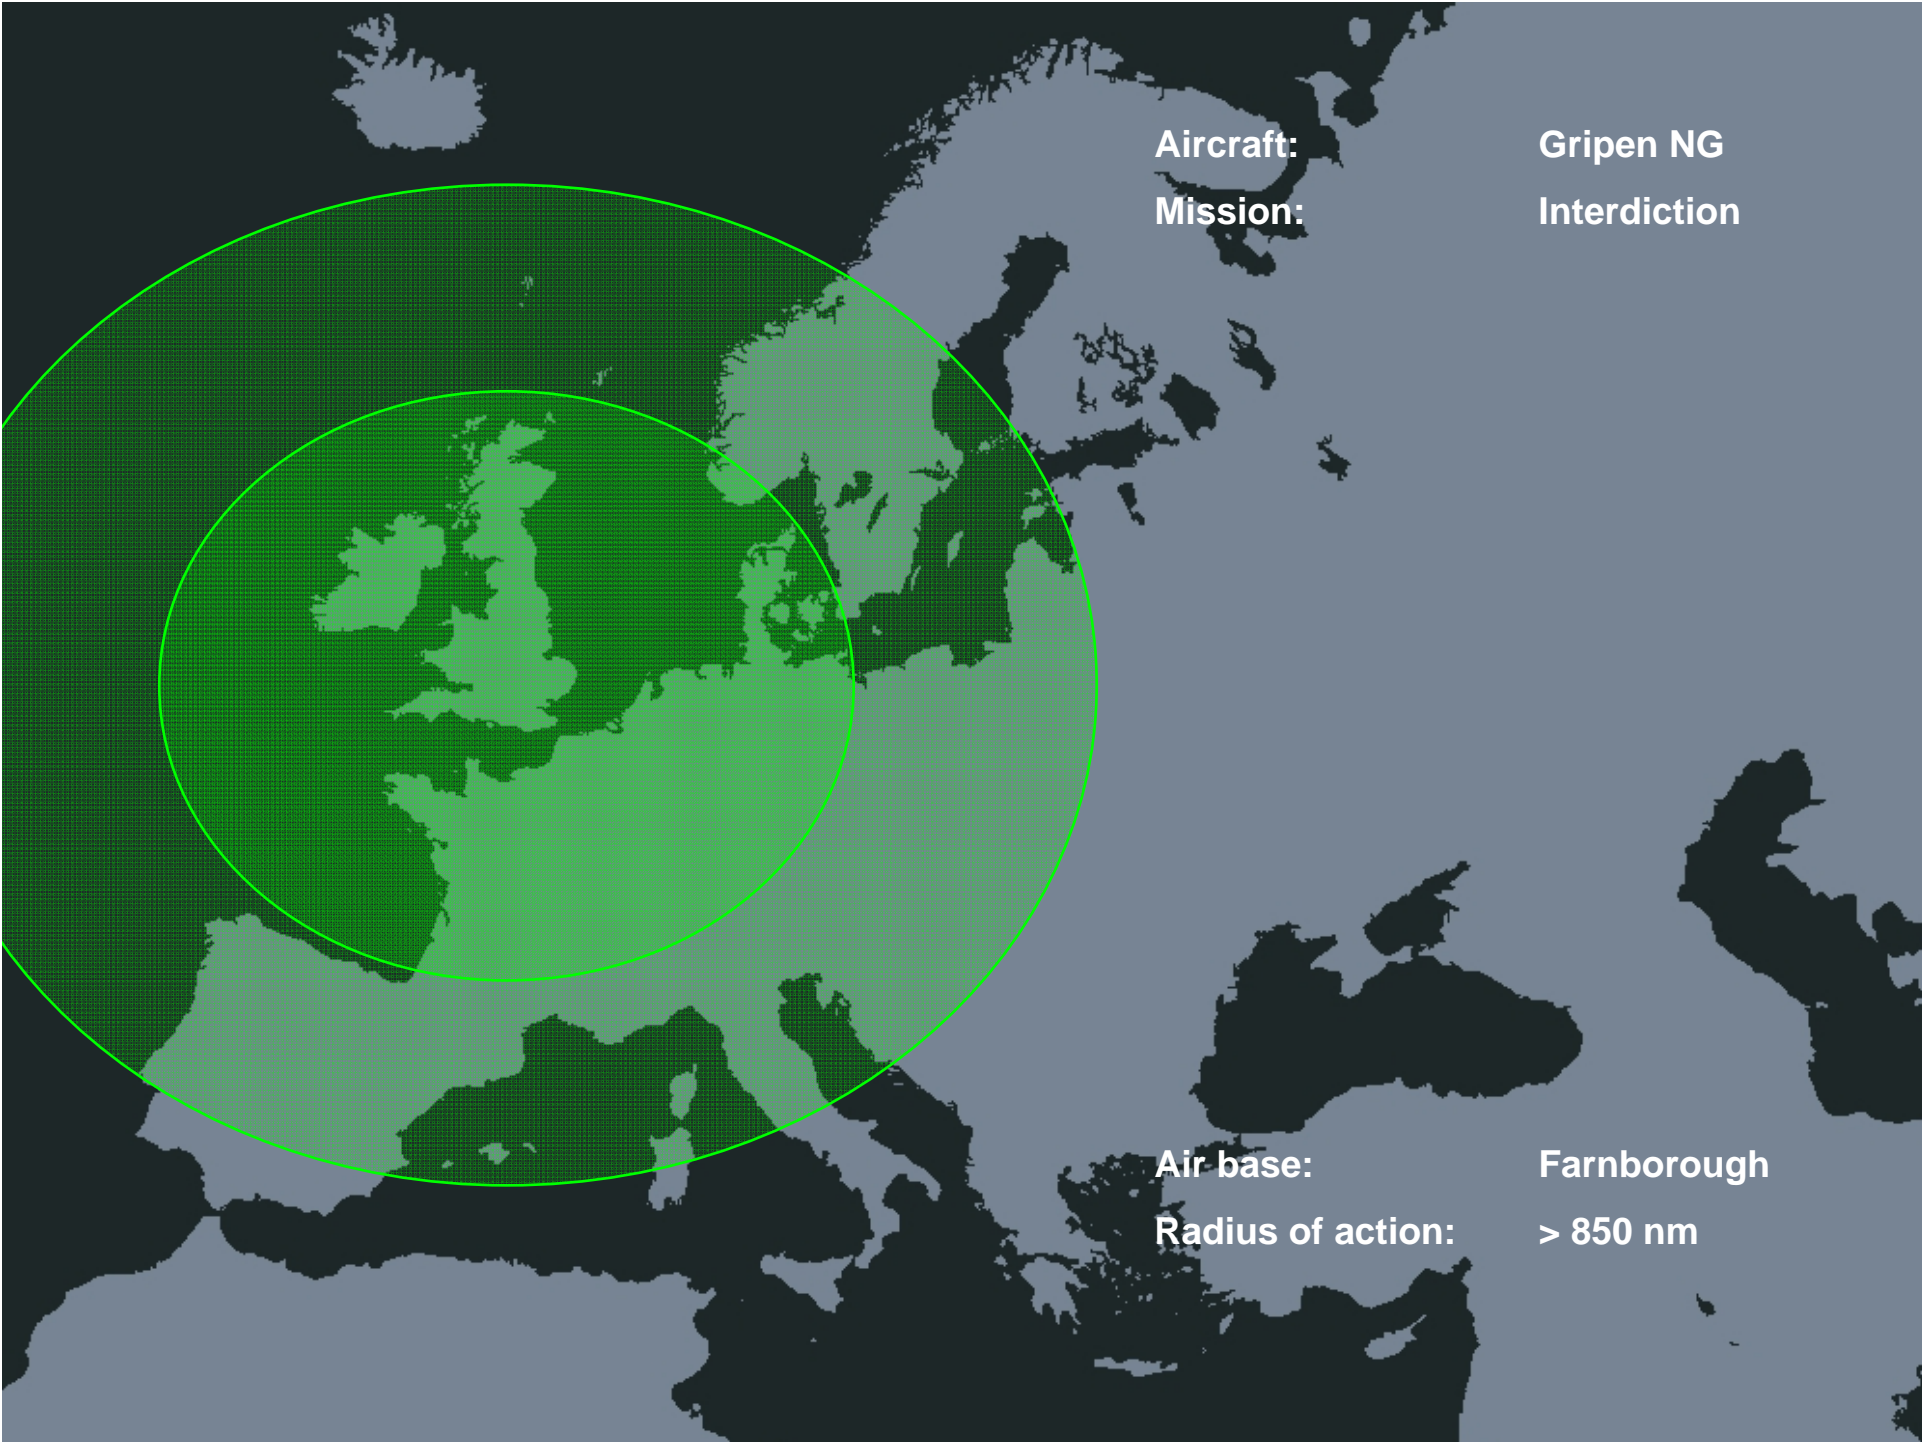 Aircraft: Gripen NG
Mission: Interdiction
Air base: Farnborough
Radius of action: > 850 nm